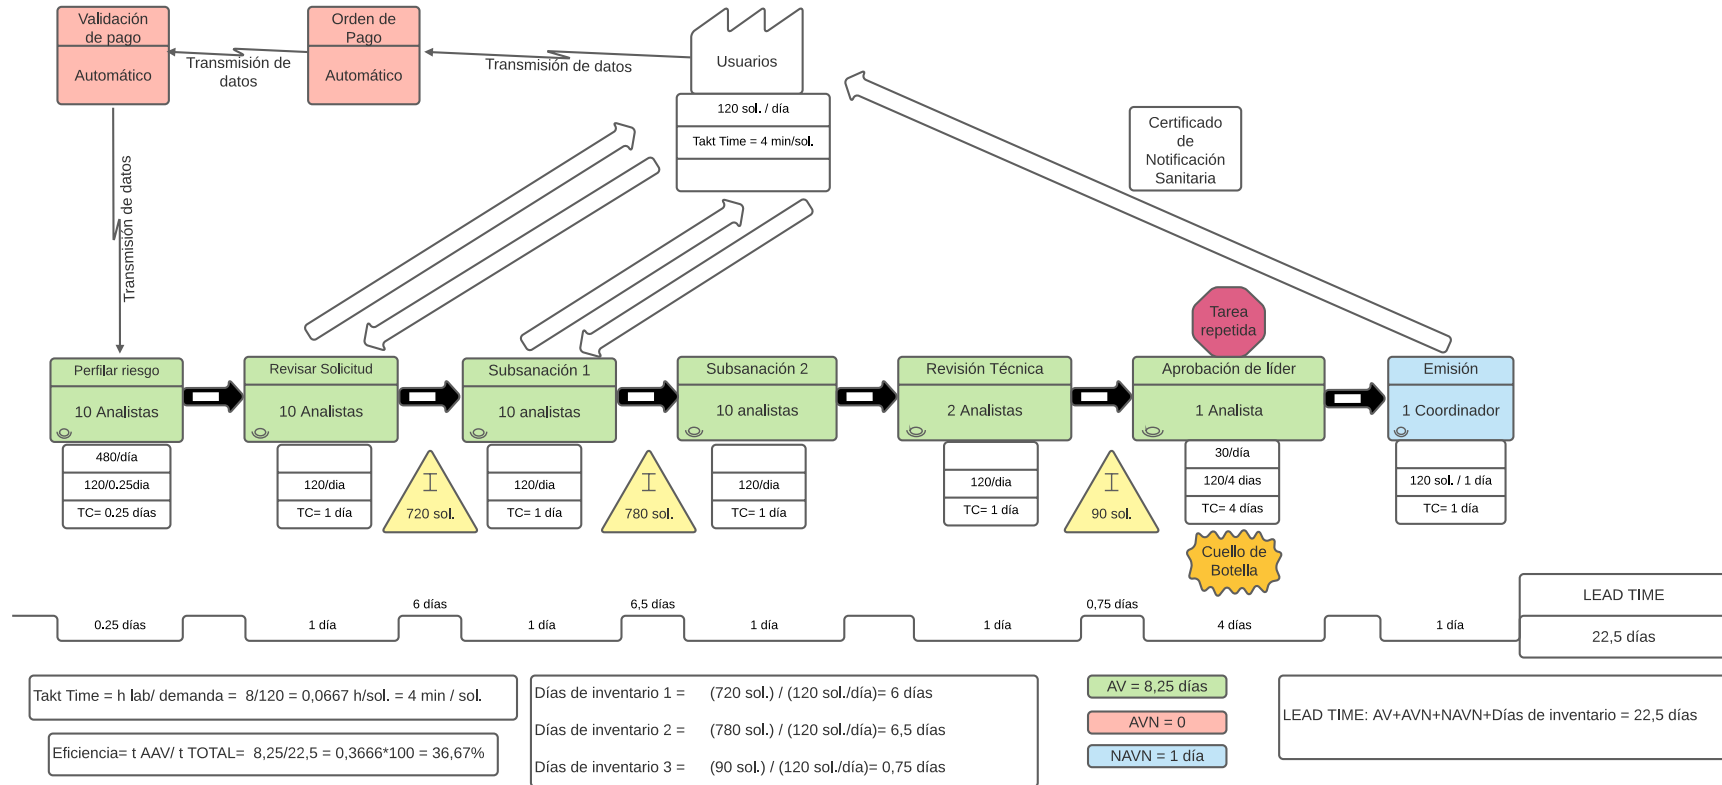 Validación
de pago
Automático
Orden de
Pago
Automático
Usuarios
120 sol. / día
Takt Time = 4 min/sol.
Transmisión de
datos
Transmisión de datos
Transmisión de datos
Certificado
de
Notificación
Sanitaria
Tarea
repetida
Perfilar riesgo
10 Analistas
480/día
120/0.25dia
TC= 0.25 días
Revisar Solicitud
10 Analistas
120/dia
TC= 1 día
720 sol.
Subsanación 1
10 analistas
120/dia
TC= 1 día
780 sol.
Subsanación 2
10 analistas
120/dia
TC= 1 día
Revisión Técnica
2 Analistas
120/dia
TC= 1 día
90 sol.
Aprobación de líder
1 Analista
30/día
120/4 dias
TC= 4 días
Cuello de
Botella
Emisión
1 Coordinador
120 sol. / 1 día
TC= 1 día
0.25 días
1 día
6 días
1 día
6,5 días
1 día
1 día
0,75 días
4 días
1 día
LEAD TIME
22,5 días
Takt Time = h lab/ demanda = 8/120 = 0,0667 h/sol. = 4 min / sol.
Eficiencia= t AAV/ t TOTAL= 8,25/22,5 = 0,3666*100 = 36,67%
Días de inventario 1 = (720 sol.) / (120 sol./día)= 6 días
Días de inventario 2 = (780 sol.) / (120 sol./día)= 6,5 días
Días de inventario 3 = (90 sol.) / (120 sol./día)= 0,75 días
AV = 8,25 días
AVN = 0
NAVN = 1 día
LEAD TIME: AV+AVN+NAVN+Días de inventario = 22,5 días